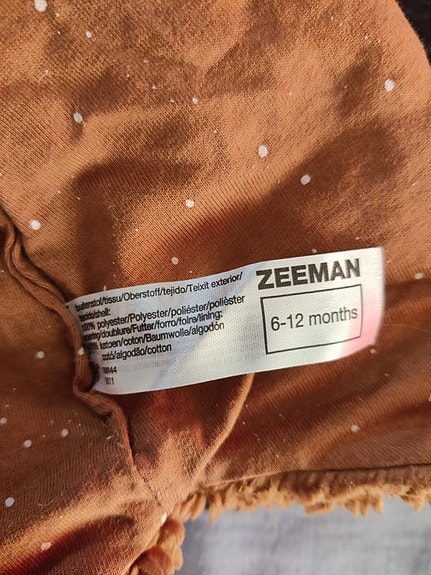 ZEEMAN
6-12 months
buitenstof/tissu/Oberstoff/tejido/Teixit exterior/
shell:
100% polyester/Polyester/poliéster/polièster
doublure/Futter/forro/folre/lining:
katoen/coton/Baumwolle/algodón
cotó/algodão/cotton